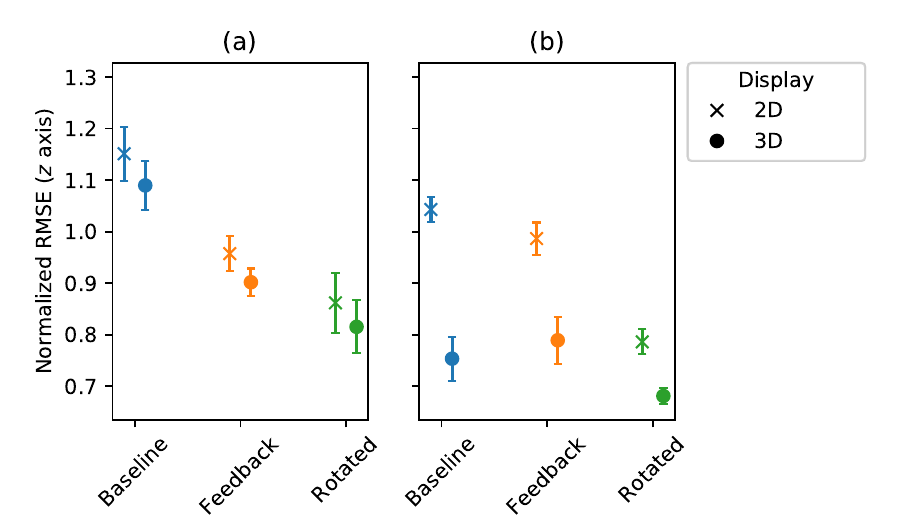 (a)
(b)
Normalized RMSE (z axis)
1.3
1.2
1.1
1.0
0.9
0.8
0.7
Baseline
Feedback
Rotated
Baseline
Feedback
Rotated
Display
2D
3D